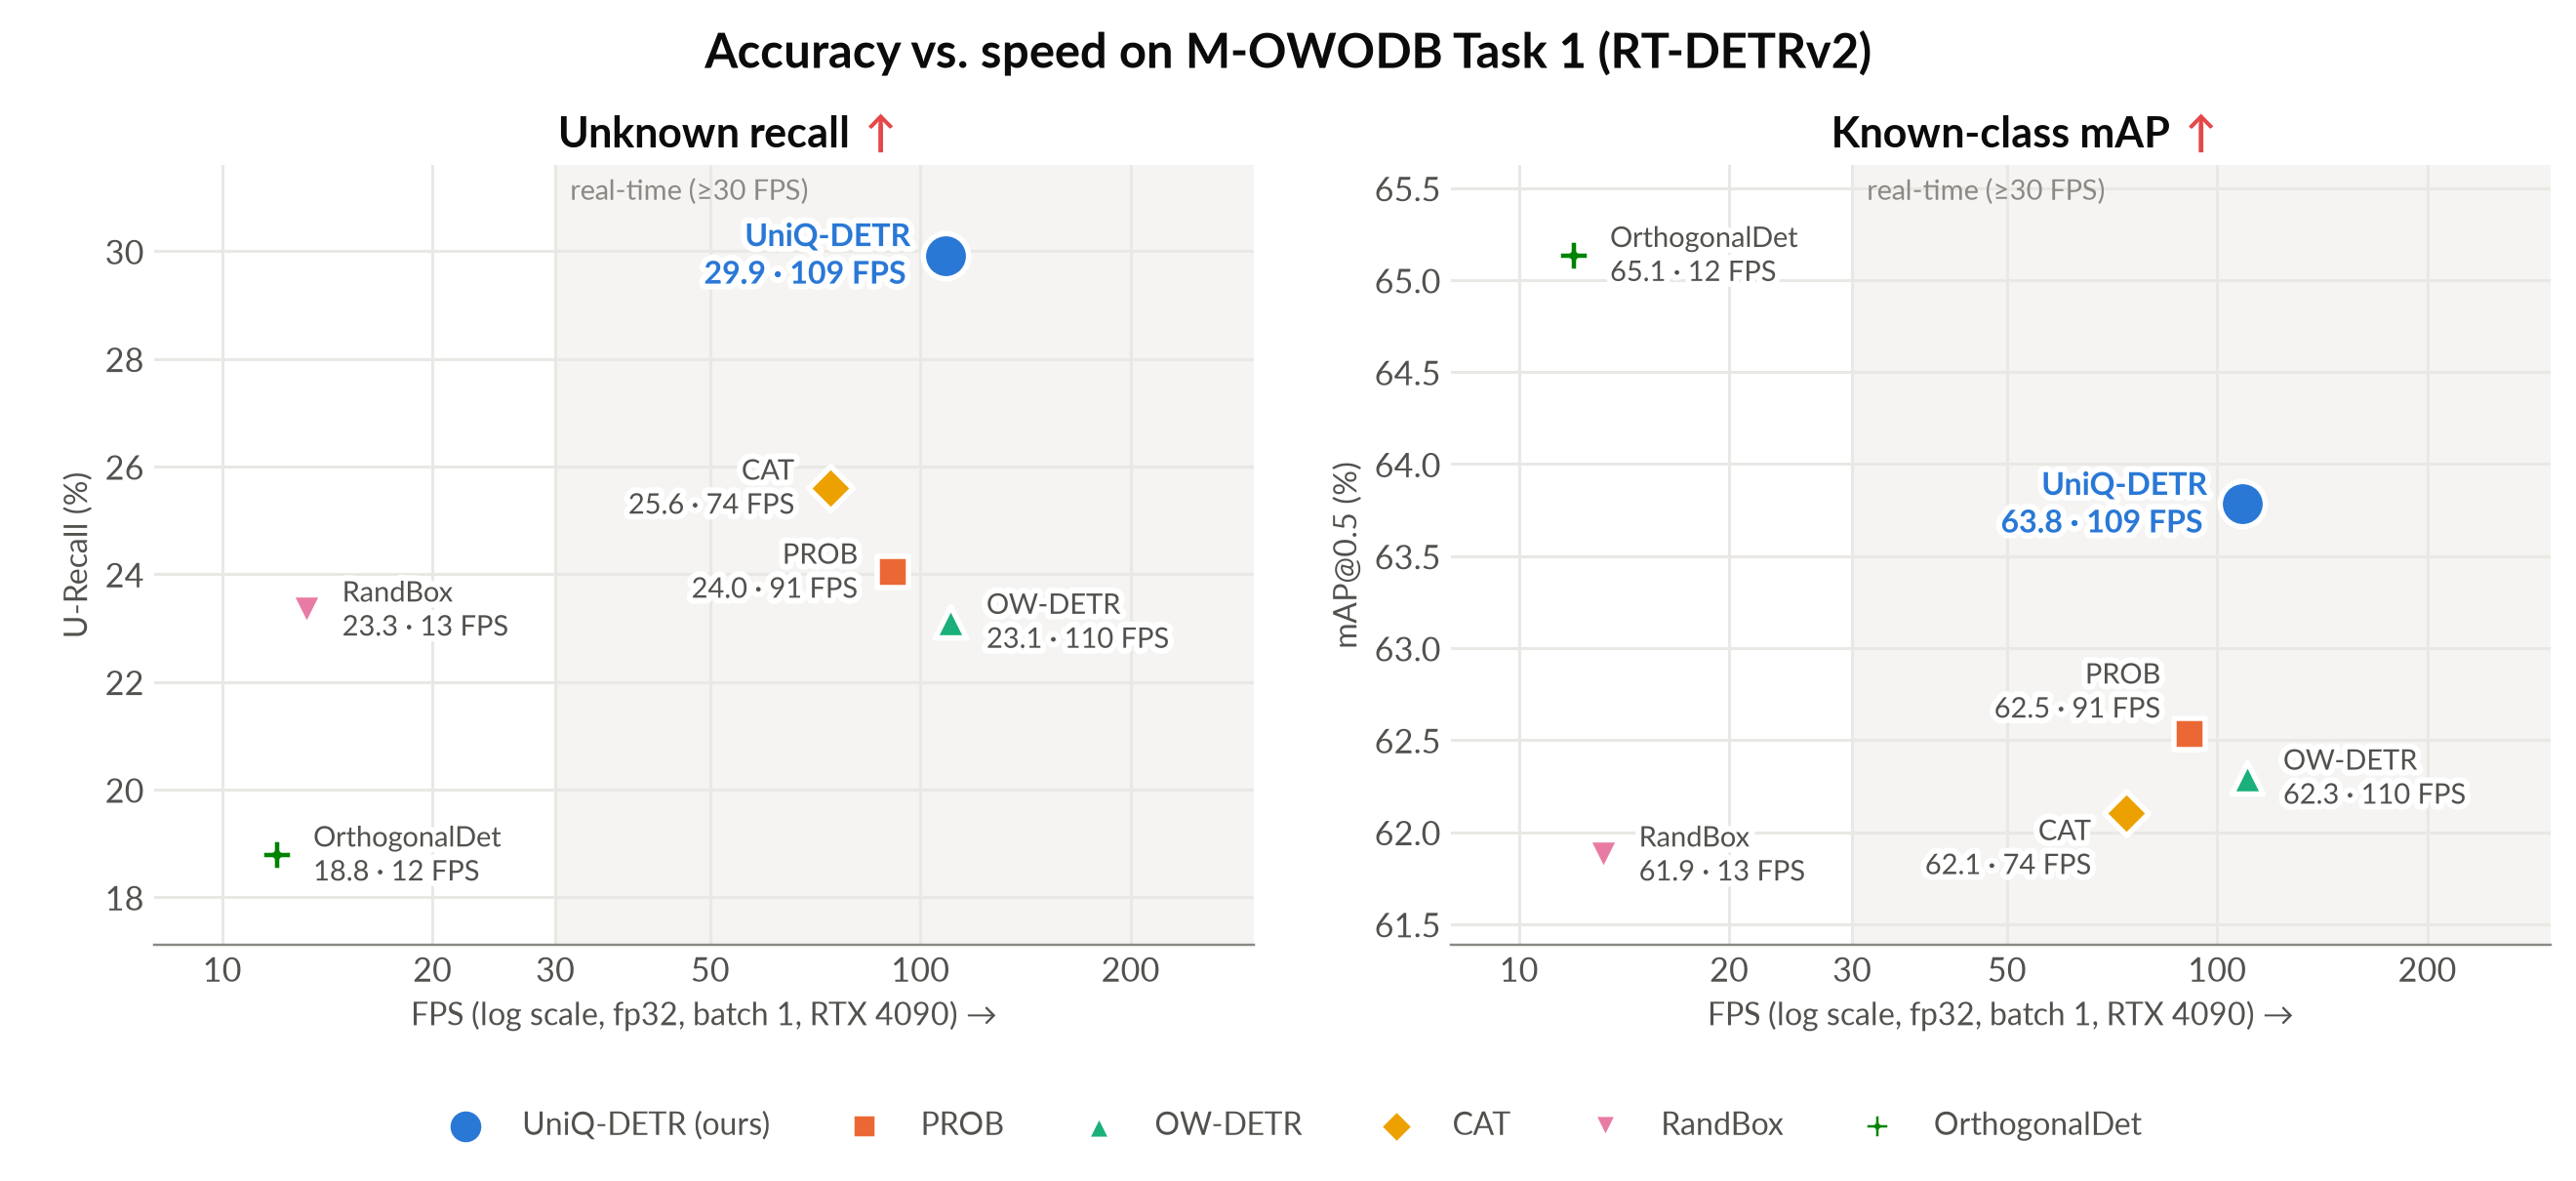 Accuracy vs. speed on M-OWODB Task 1 (RT-DETRv2)
Unknown recall ↑
real-time (≥30 FPS)
UniQ-DETR
29.9 · 109 FPS
CAT
25.6 · 74 FPS
PROB
24.0 · 91 FPS
RandBox
23.3 · 13 FPS
OW-DETR
23.1 · 110 FPS
OrthogonalDet
18.8 · 12 FPS
U-Recall (%)
30
28
26
24
22
20
18
10 20 30 50 100 200
FPS (log scale, fp32, batch 1, RTX 4090) →
Known-class mAP ↑
real-time (≥30 FPS)
OrthogonalDet
65.1 · 12 FPS
UniQ-DETR
63.8 · 109 FPS
PROB
62.5 · 91 FPS
OW-DETR
62.3 · 110 FPS
CAT
62.1 · 74 FPS
RandBox
61.9 · 13 FPS
mAP@0.5 (%)
65.5
65.0
64.5
64.0
63.5
63.0
62.5
62.0
61.5
10 20 30 50 100 200
FPS (log scale, fp32, batch 1, RTX 4090) →
UniQ-DETR (ours) PROB OW-DETR CAT RandBox OrthogonalDet